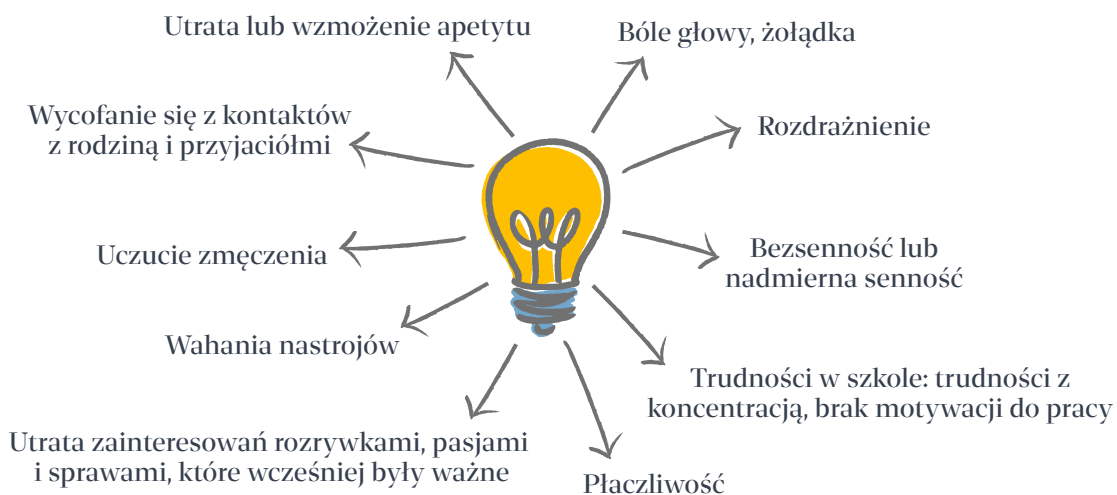 Utrata lub wzmożenie apetytu
Bóle głowy, żołądka
Wycofanie się z kontaktów
z rodziną i przyjaciółmi
Rozdrażnienie
Uczucie zmęczenia
Bezsenność lub
nadmierna senność
Wahania nastrojów
Trudności w szkole: trudności z
koncentracją, brak motywacji do pracy
Utrata zainteresowań rozrywkami, pasjami
i sprawami, które wcześniej były ważne
Płaczliwość